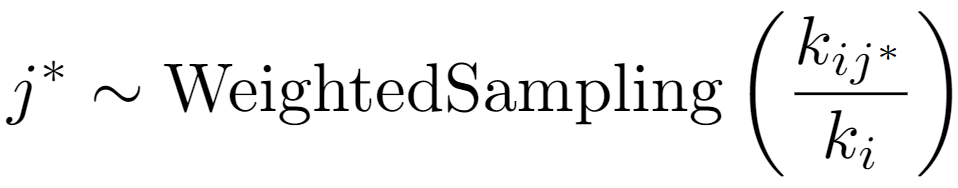 j* ~ WeightedSampling (k_{ij*} / k_i)